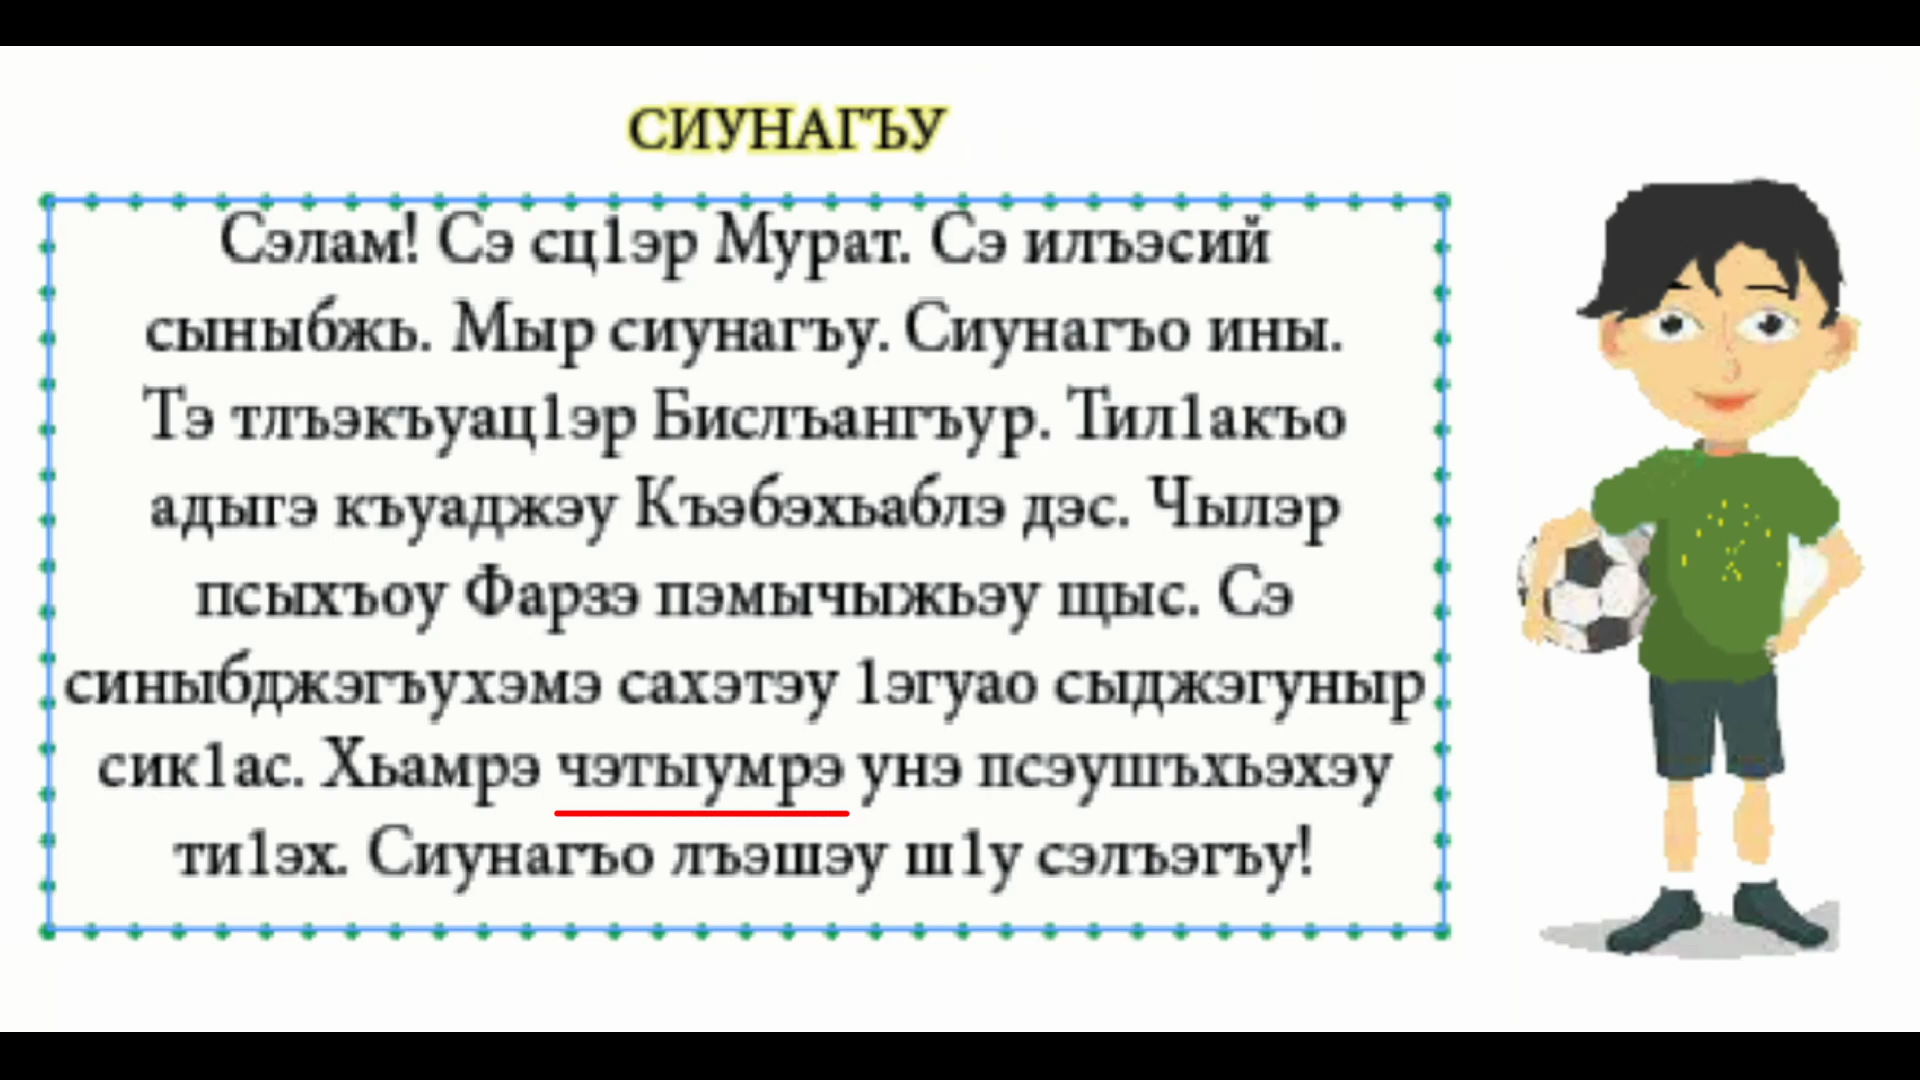 СИУНАГЪУ
Сэлам! Сэ сц1эр Мурат. Сэ илъэсий
сыныбжь. Мыр сиунагъу. Сиунагъо ины.
Тэ тлъэкъуац1эр Бислъангъур. Тил1акъо
адыгэ къуаджэу Къэбэхьаблэ дэс. Чылэр
псыхъоу Фарзэ пэмычыжьэу щыс. Сэ
синыбджэгъухэмэ сахэтэу 1эгуао сыджэгуныр
сик1ас. Хьамрэ чэтыумрэ унэ псэушъхьэхэу
ти1эх. Сиунагъо лъэшэу ш1у сэлъэгъу!